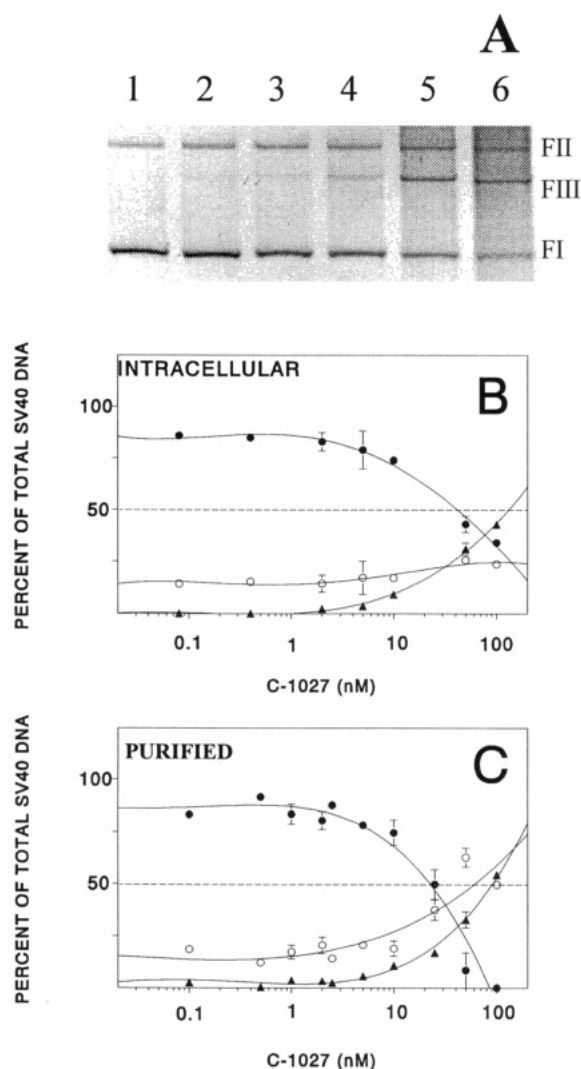 A
1 2 3 4 5 6
FII
FIII
FI
INTRACELLULAR
B
PERCENT OF TOTAL SV40 DNA
100
50
0.1 1 10 100
C-1027 (nM)
PURIFIED
C
PERCENT OF TOTAL SV40 DNA
100
50
0.1 1 10 100
C-1027 (nM)